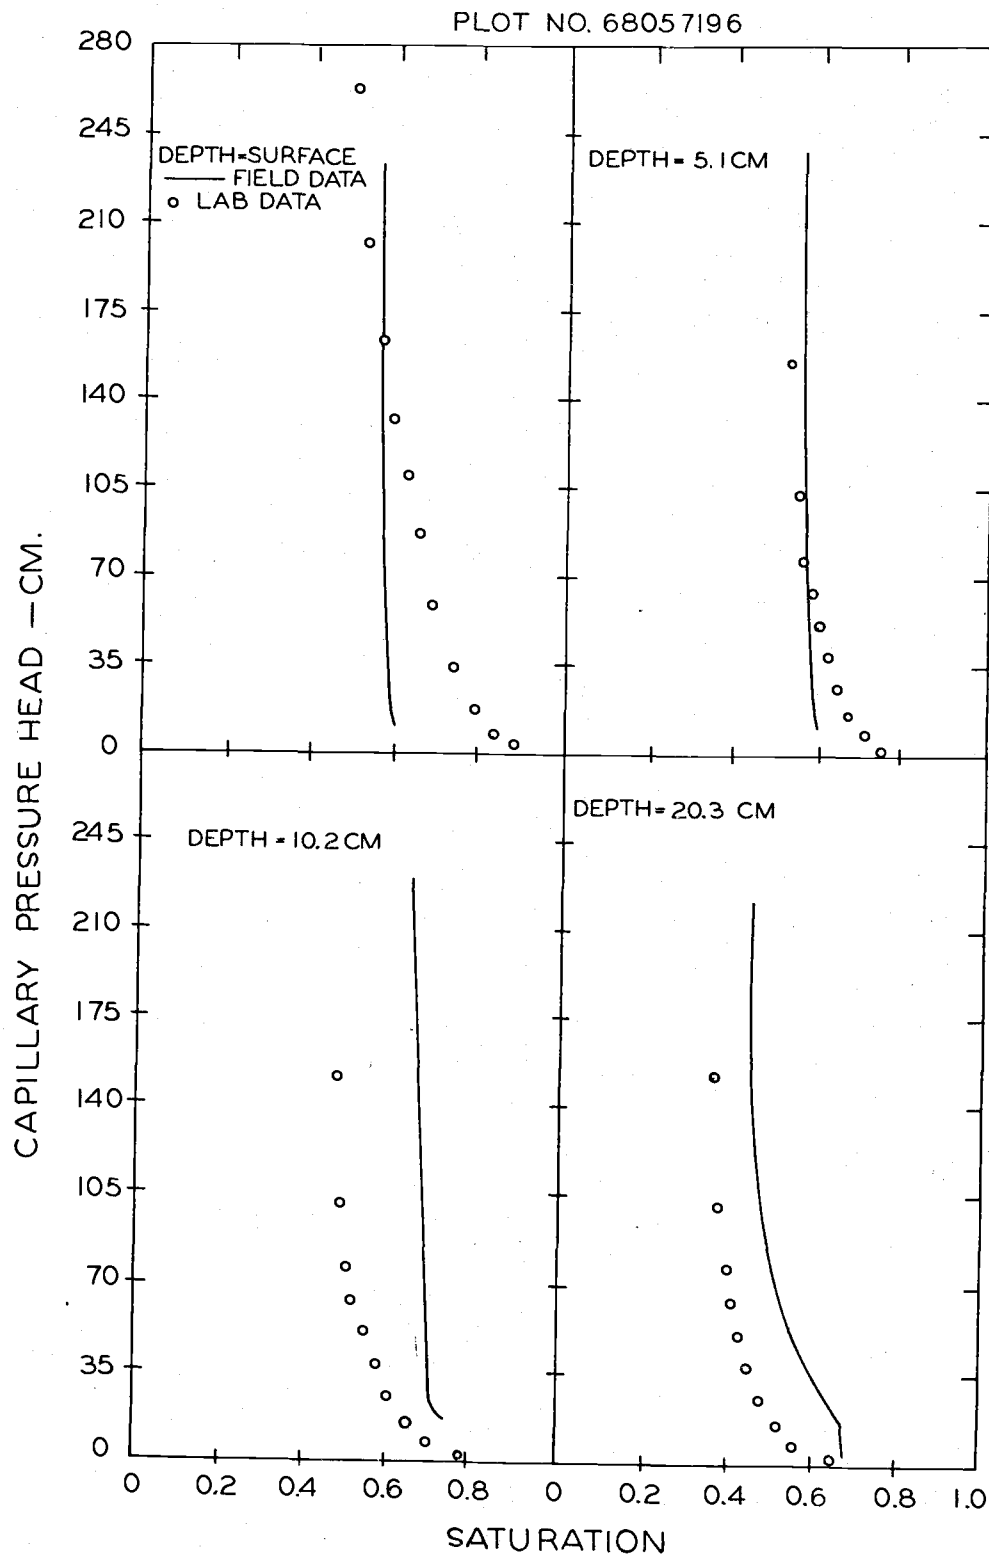 PLOT NO. 68057196
280
245
210
175
140
105
70
35
0
DEPTH=SURFACE
FIELD DATA
LAB DATA
DEPTH= 5.1 CM
CAPILLARY PRESSURE HEAD —CM.
245
210
175
140
105
70
35
0
DEPTH = 10.2 CM
DEPTH= 20.3 CM
0 0.2 0.4 0.6 0.8 0 0.2 0.4 0.6 0.8 1.0
SATURATION